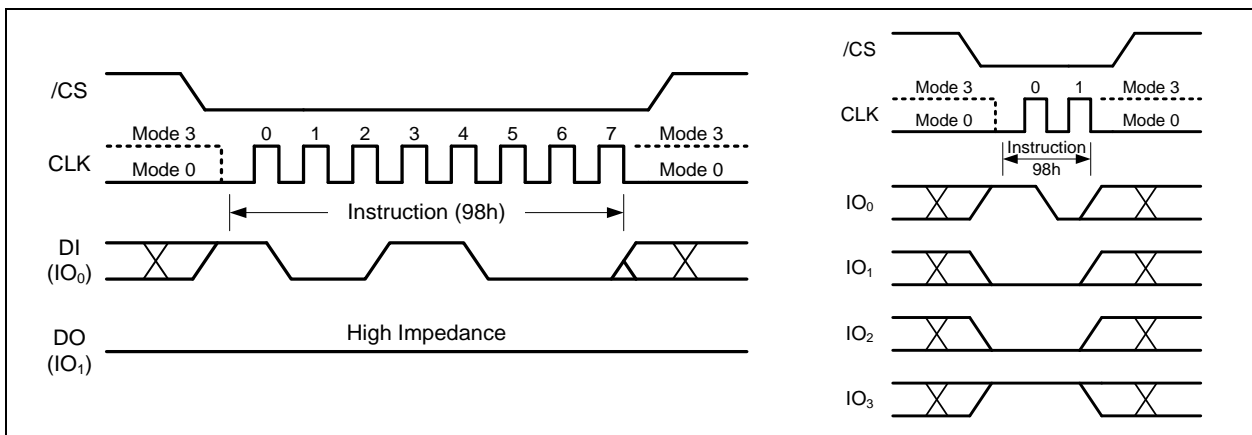 /CS
Mode 3 0 1 2 3 4 5 6 7 Mode 3
CLK
Mode 0 Mode 0
Instruction (98h)
DI
(IO0)
High Impedance
DO
(IO1)
/CS
Mode 3 0 1 Mode 3
CLK
Mode 0 Mode 0
Instruction
98h
IO0
IO1
IO2
IO3